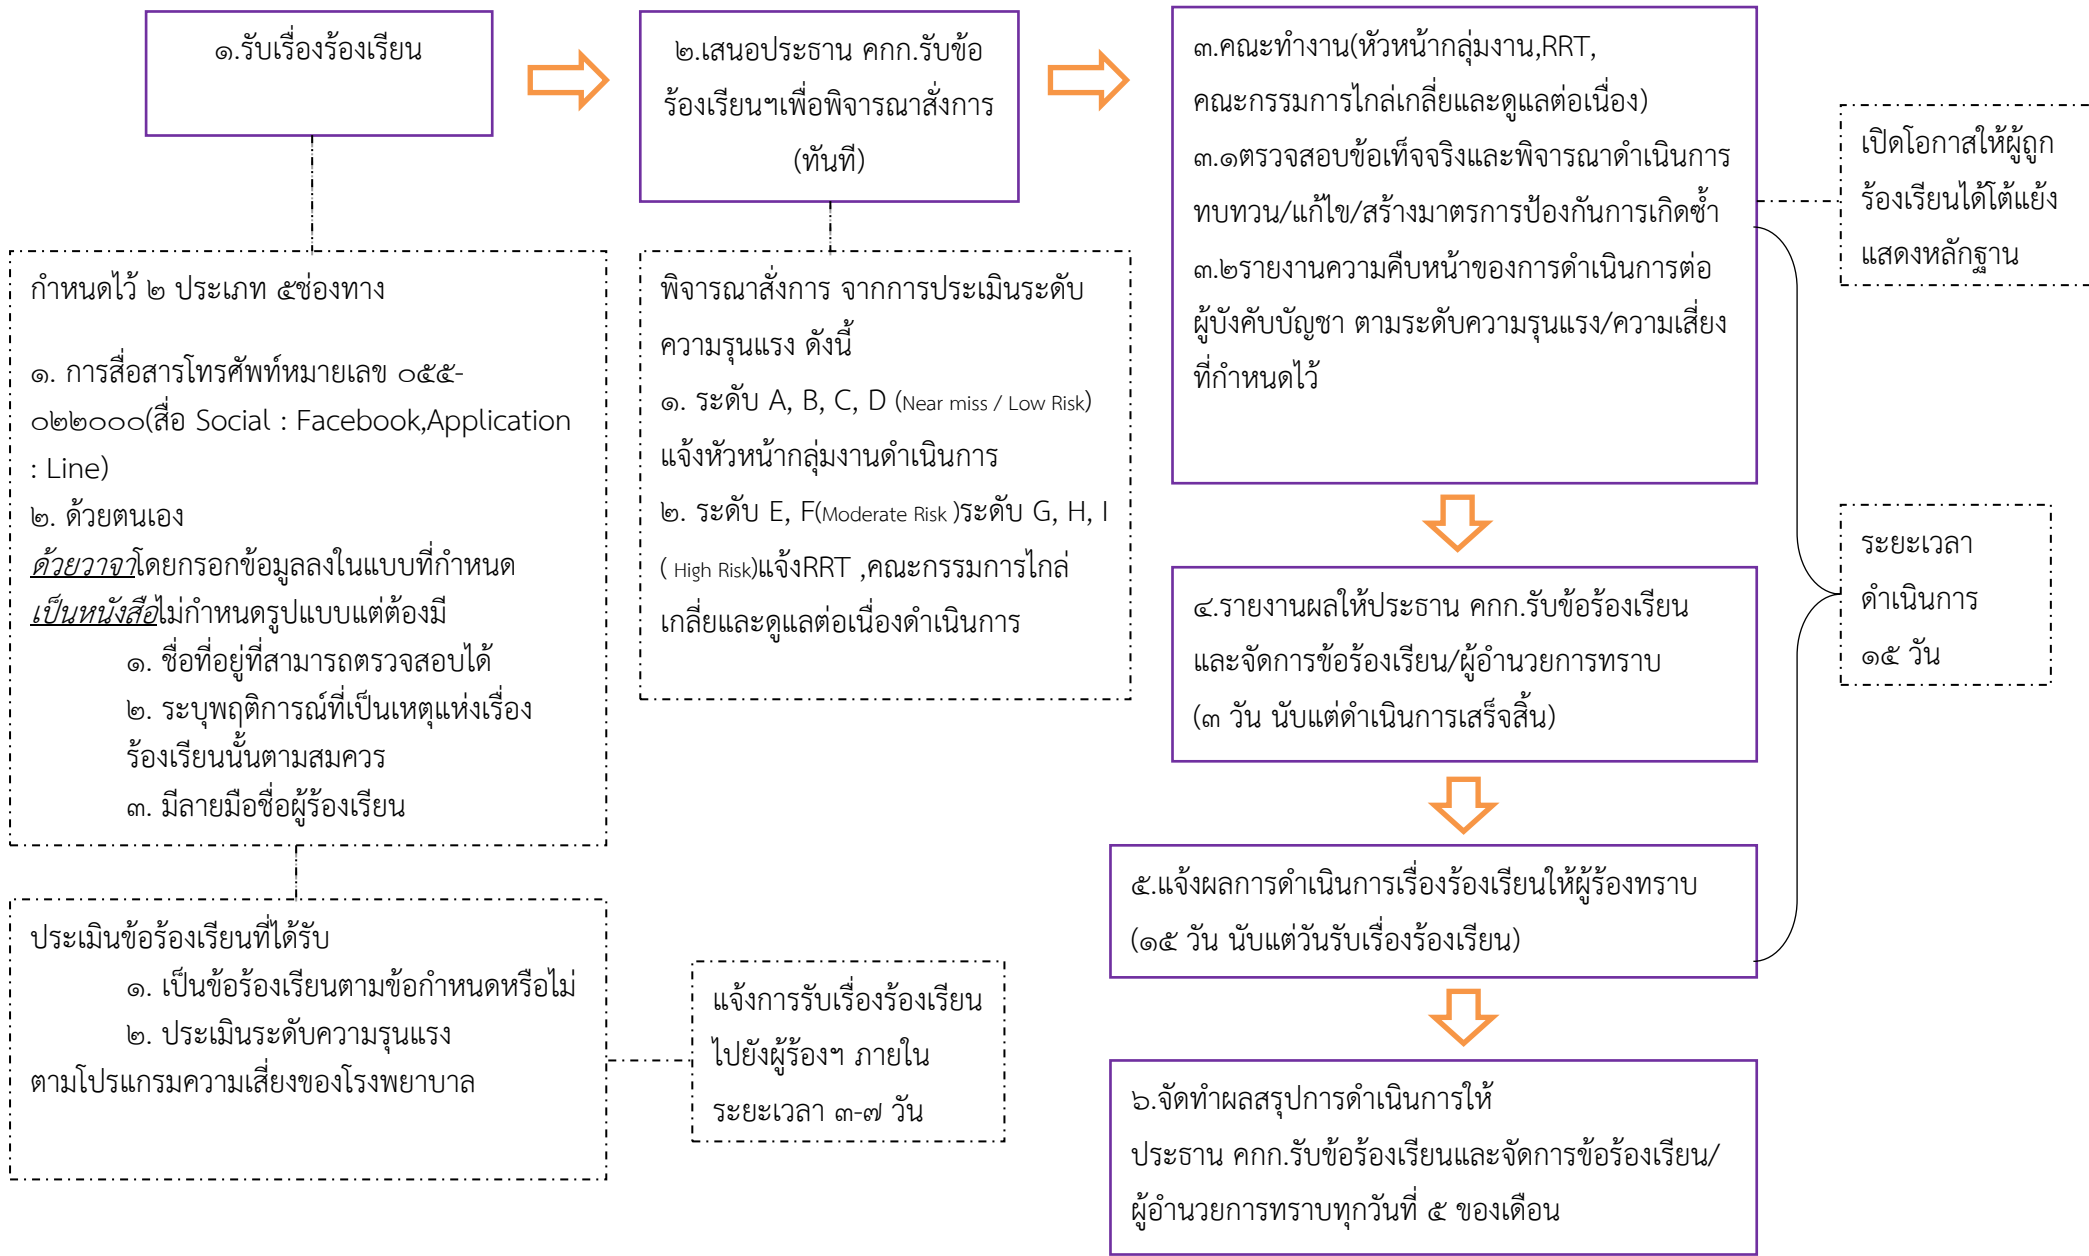 ๑.รับเรื่องร้องเรียน
๒.เสนอประธาน คกก.รับข้อ
ร้องเรียนฯเพื่อพิจารณาสั่งการ
(ทันที)
๓.คณะทำงาน(หัวหน้ากลุ่มงาน,RRT,
คณะกรรมการไกล่เกลี่ยและดูแลต่อเนื่อง)
๓.๑ตรวจสอบข้อเท็จจริงและพิจารณาดำเนินการ
ทบทวน/แก้ไข/สร้างมาตรการป้องกันการเกิดซ้ำ
๓.๒รายงานความคืบหน้าของการดำเนินการต่อ
ผู้บังคับบัญชา ตามระดับความรุนแรง/ความเสี่ยง
ที่กำหนดไว้
เปิดโอกาสให้ผู้ถูก
ร้องเรียนได้โต้แย้ง
แสดงหลักฐาน
กำหนดไว้ ๒ ประเภท ๕ช่องทาง
๑. การสื่อสารโทรศัพท์หมายเลข ๐๕๕-
๐๒๒๐๐๐(สื่อ Social : Facebook,Application
: Line)
๒. ด้วยตนเอง
ด้วยวาจาโดยกรอกข้อมูลลงในแบบที่กำหนด
เป็นหนังสือไม่กำหนดรูปแบบแต่ต้องมี
๑. ชื่อที่อยู่ที่สามารถตรวจสอบได้
๒. ระบุพฤติการณ์ที่เป็นเหตุแห่งเรื่อง
ร้องเรียนนั้นตามสมควร
๓. มีลายมือชื่อผู้ร้องเรียน
พิจารณาสั่งการ จากการประเมินระดับ
ความรุนแรง ดังนี้
๑. ระดับ A, B, C, D (Near miss / Low Risk)
แจ้งหัวหน้ากลุ่มงานดำเนินการ
๒. ระดับ E, F(Moderate Risk )ระดับ G, H, I
( High Risk)แจ้งRRT ,คณะกรรมการไกล่
เกลี่ยและดูแลต่อเนื่องดำเนินการ
ระยะเวลา
ดำเนินการ
๑๕ วัน
๔.รายงานผลให้ประธาน คกก.รับข้อร้องเรียน
และจัดการข้อร้องเรียน/ผู้อำนวยการทราบ
(๓ วัน นับแต่ดำเนินการเสร็จสิ้น)
๕.แจ้งผลการดำเนินการเรื่องร้องเรียนให้ผู้ร้องทราบ
(๑๕ วัน นับแต่วันรับเรื่องร้องเรียน)
ประเมินข้อร้องเรียนที่ได้รับ
๑. เป็นข้อร้องเรียนตามข้อกำหนดหรือไม่
๒. ประเมินระดับความรุนแรง
ตามโปรแกรมความเสี่ยงของโรงพยาบาล
แจ้งการรับเรื่องร้องเรียน
ไปยังผู้ร้องฯ ภายใน
ระยะเวลา ๓-๗ วัน
๖.จัดทำผลสรุปการดำเนินการให้
ประธาน คกก.รับข้อร้องเรียนและจัดการข้อร้องเรียน/
ผู้อำนวยการทราบทุกวันที่ ๕ ของเดือน